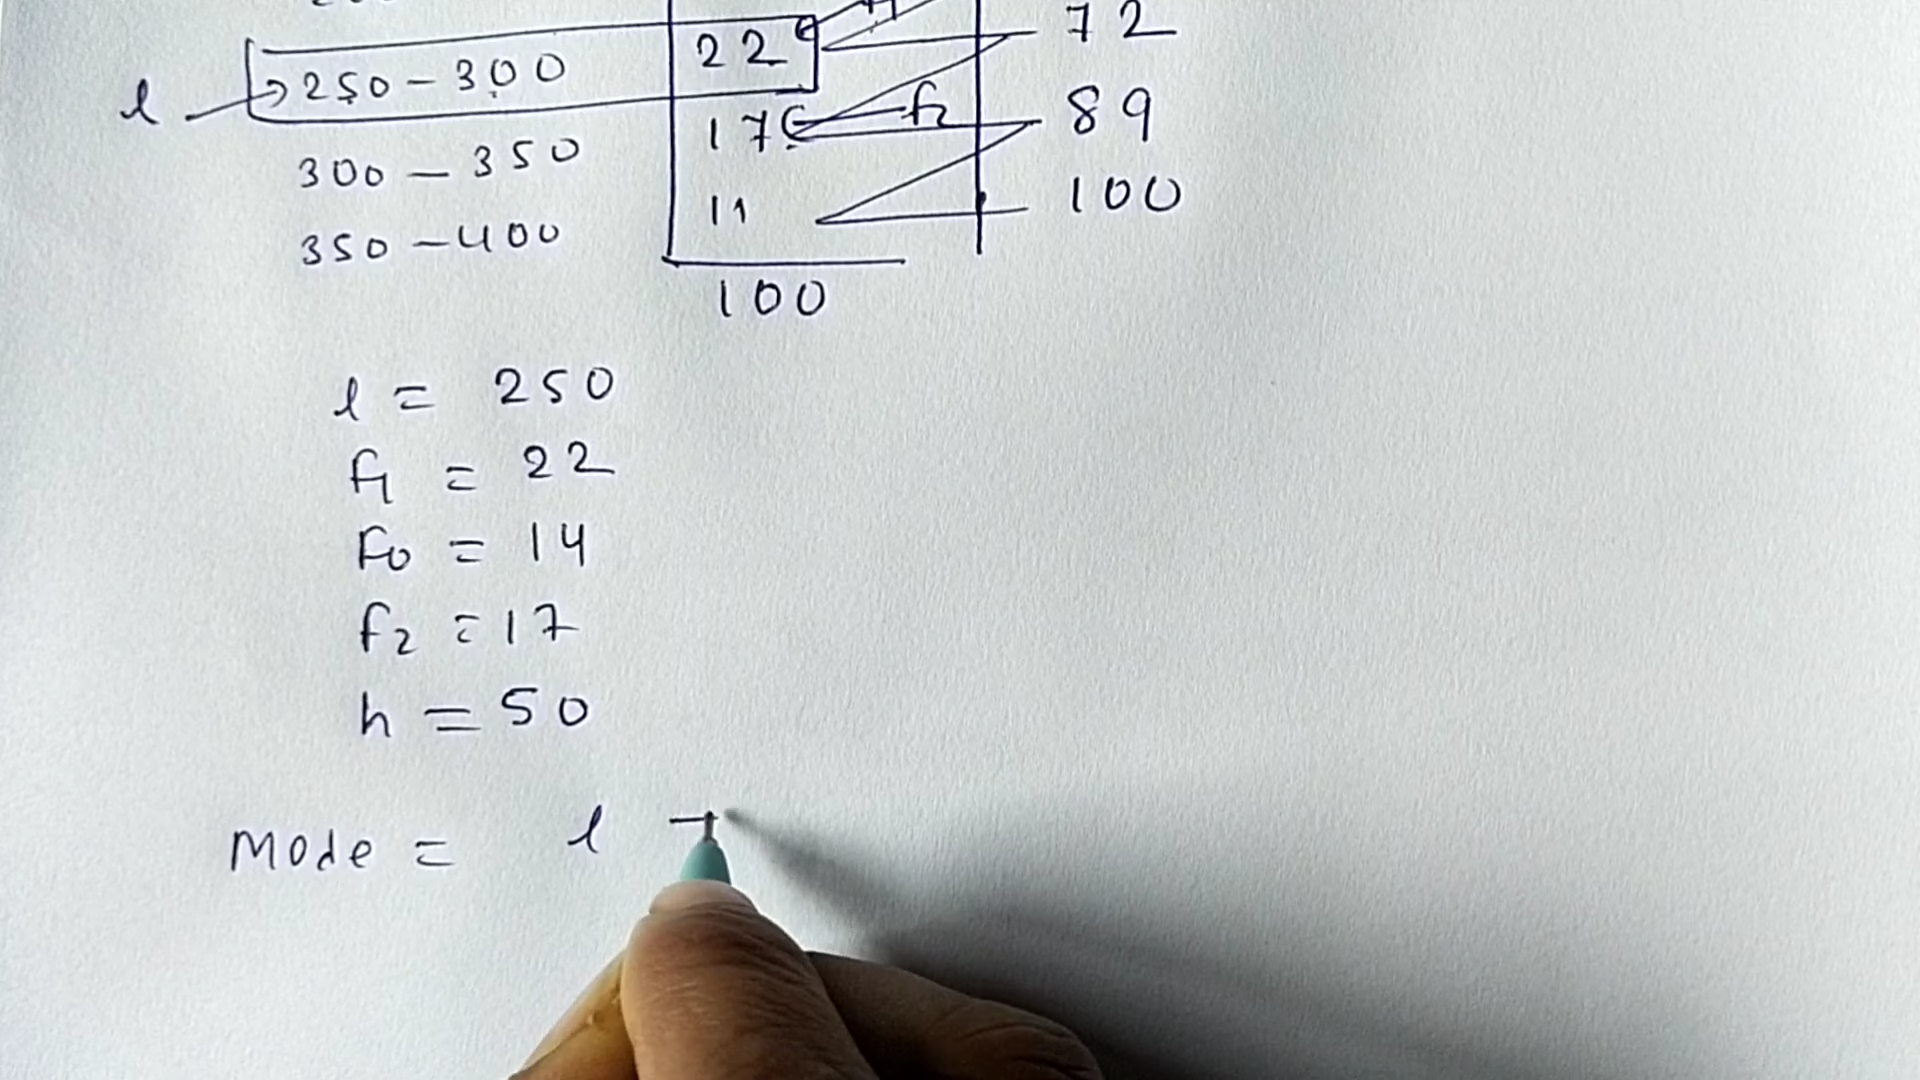 22 72
l 250 - 300
17 f2 89
300 - 350
11 100
350 - 400
100
l = 250
f1 = 22
F0 = 14
f2 = 17
h = 50
Mode = l +